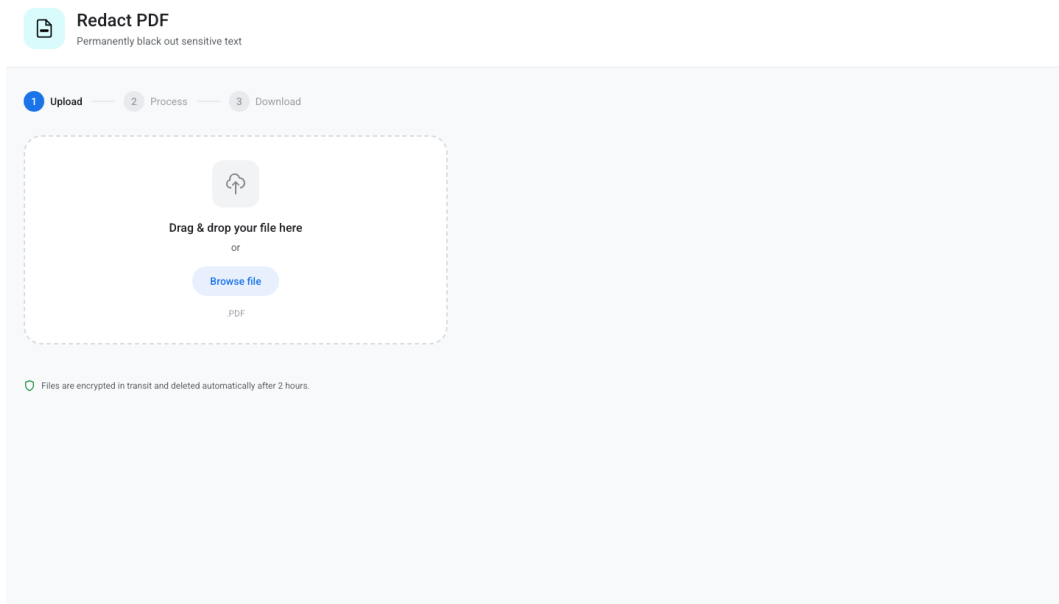 Redact PDF
Permanently black out sensitive text
1 Upload 2 Process 3 Download
Drag & drop your file here
or
Browse file
.PDF
Files are encrypted in transit and deleted automatically after 2 hours.